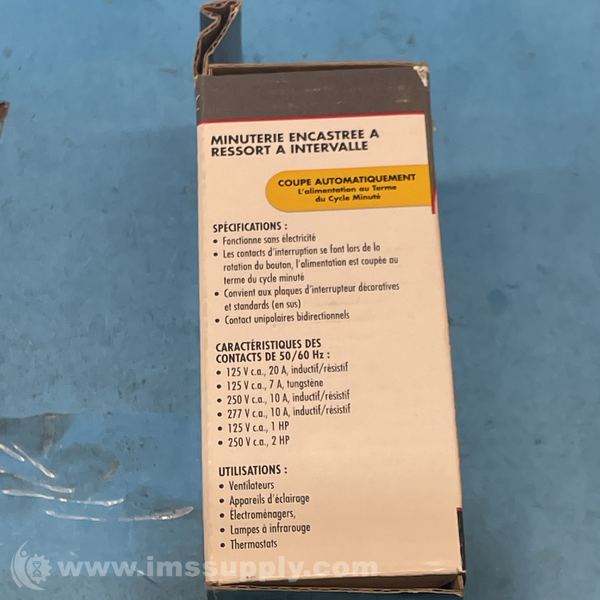 MINUTERIE ENCASTREE A
RESSORT A INTERVALLE
COUPE AUTOMATIQUEMENT
L'alimentation au Terme
du Cycle Minuté
SPÉCIFICATIONS :
• Fonctionne sans électricité
• Les contacts d'interruption se font lors de la
rotation du bouton, l'alimentation est coupée au
terme du cycle minuté
• Convient aux plaques d'interrupteur décoratives
et standards (en sus)
• Contact unipolaires bidirectionnels
CARACTÉRISTIQUES DES
CONTACTS DE 50/60 Hz :
• 125 V c.a., 20 A, inductif/résistif
• 125 V c.a., 7 A, tungstène
• 250 V c.a., 10 A, inductif/résistif
• 277 V c.a., 10 A, inductif/résistif
• 125 V c.a., 1 HP
• 250 V c.a., 2 HP
UTILISATIONS :
• Ventilateurs
• Appareils d'éclairage
• Électroménagers,
• Lampes à infrarouge
• Thermostats
www.imssupply.com